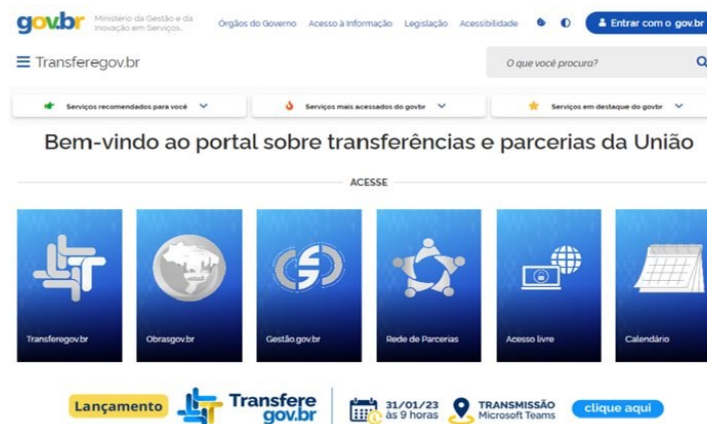 gov.br Ministério da Gestão e da Inovação em Serviços. Órgãos do Governo Acesso à Informação Legislação Acessibilidade Entrar com o gov.br
Transferegov.br O que você procura?
Serviços recomendados para você Serviços mais acessados do govbr Serviços em destaque do govbr
Bem-vindo ao portal sobre transferências e parcerias da União
ACESSE
Transferegov.br Obrasgov.br Gestão.gov.br Rede de Parcerias Acesso livre Calendário
Lançamento Transfere gov.br 31/01/23 às 9 horas TRANSMISSÃO Microsoft Teams clique aqui